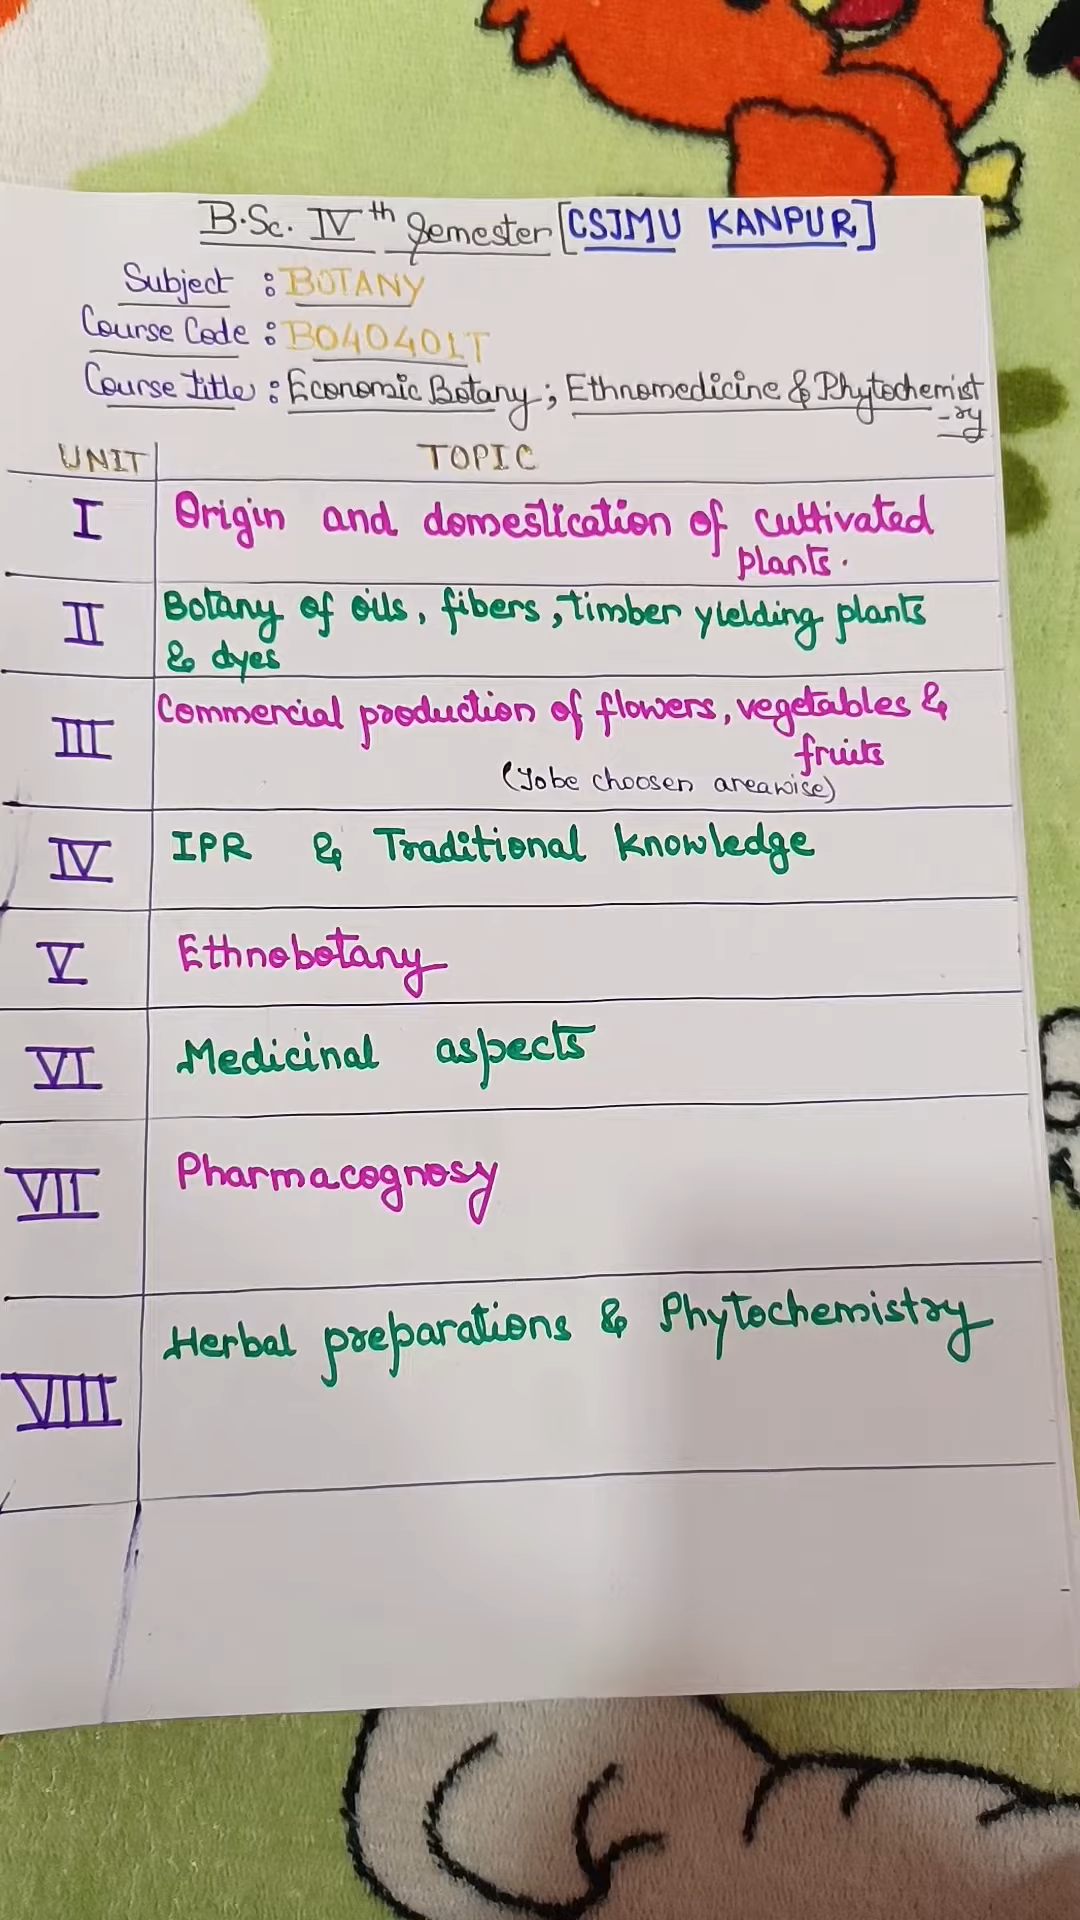 B.Sc. IVth Semester [CSJMU KANPUR]
Subject : BOTANY
Course Code : B040401T
Course Title : Economic Botany ; Ethnomedicine & Phytochemist
-ry
UNIT TOPIC
I Origin and domestication of cultivated
plants.
II Botany of oils, fibers, timber yielding plants
& dyes
III Commercial production of flowers, vegetables &
fruits
(To be choosen areawise)
IV IPR & Traditional knowledge
V Ethnobotany
VI Medicinal aspects
VII Pharmacognosy
VIII Herbal preparations & Phytochemistry